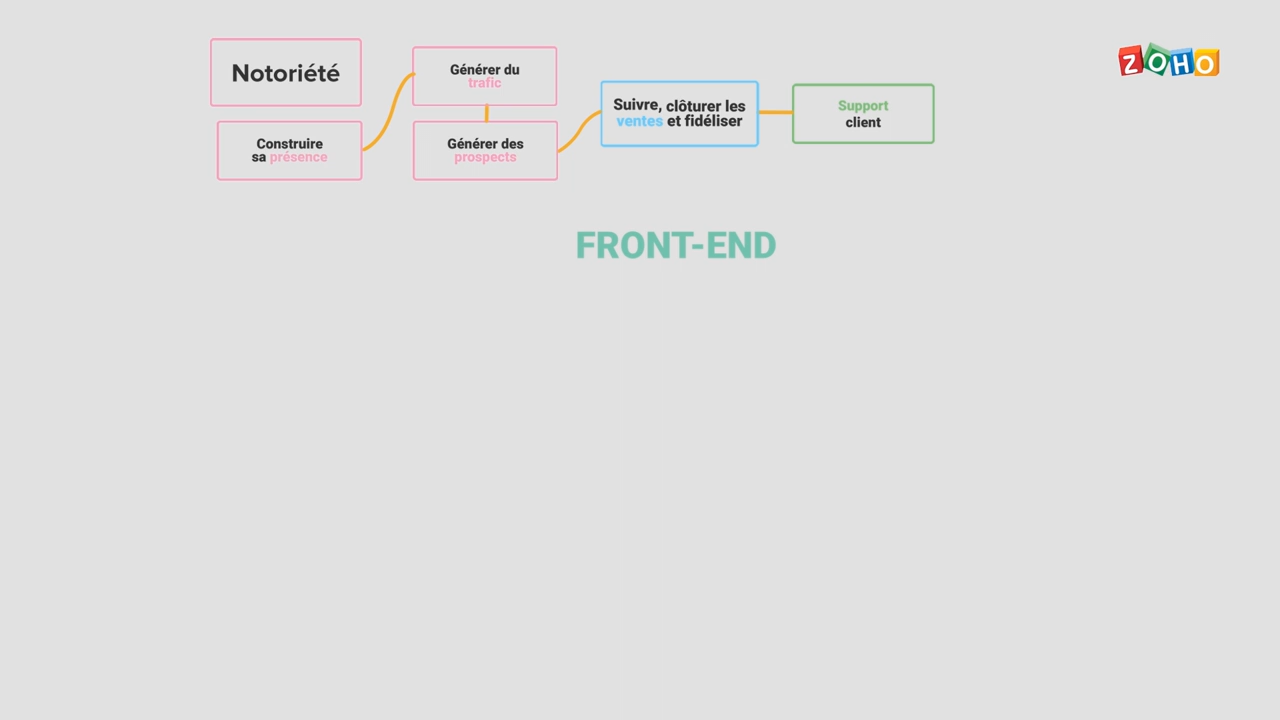 Notoriété
Construire
sa présence
Générer du
trafic
Générer des
prospects
Suivre, clôturer les
ventes et fidéliser
Support
client
ZOHO
FRONT-END